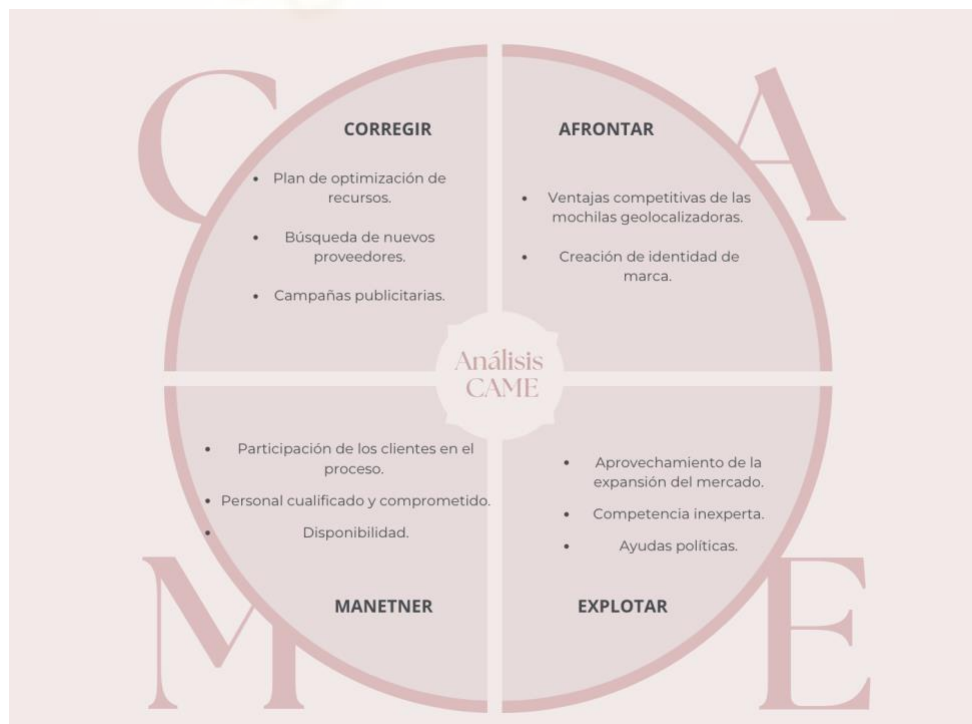 C
A
CORREGIR
• Plan de optimización de
recursos.
• Búsqueda de nuevos
proveedores.
• Campañas publicitarias.
AFRONTAR
• Ventajas competitivas de las
mochilas geolocalizadoras.
• Creación de identidad de
marca.
Análisis
CAME
• Participación de los clientes en el
proceso.
• Personal cualificado y comprometido.
• Disponibilidad.
MANETNER
• Aprovechamiento de la
expansión del mercado.
• Competencia inexperta.
• Ayudas políticas.
EXPLOTAR
M
E